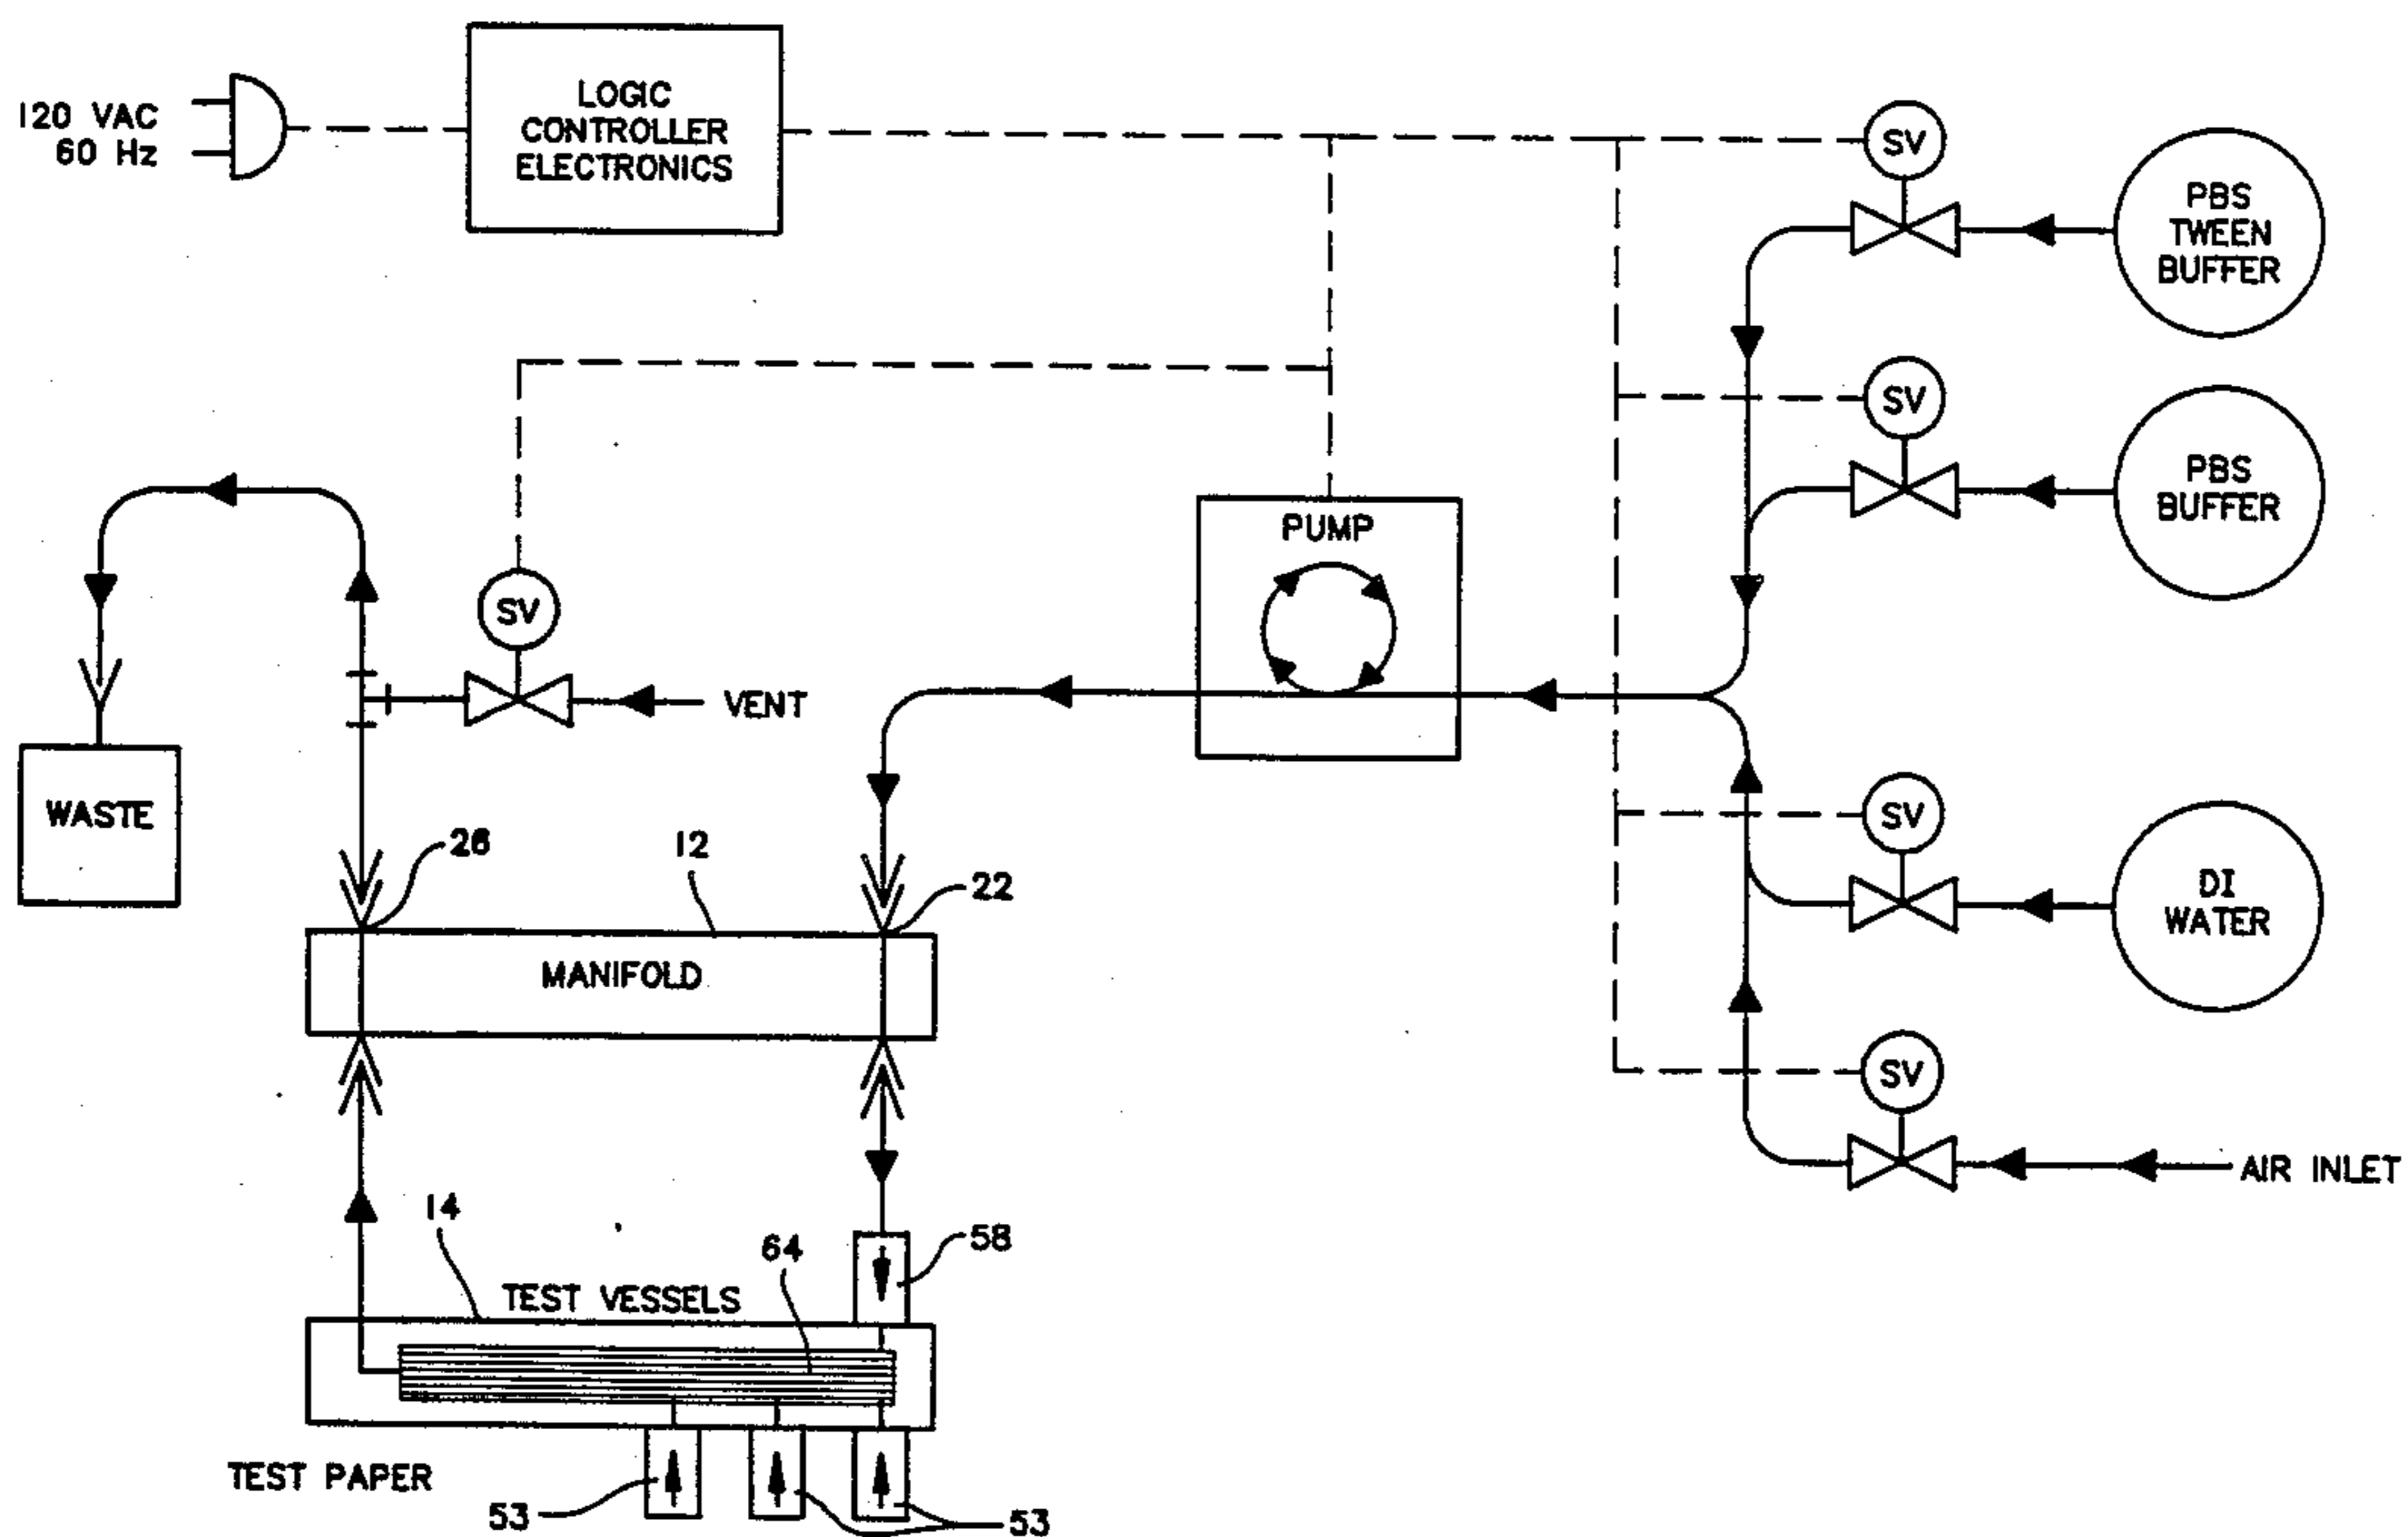 120 VAC
60 Hz
LOGIC
CONTROLLER
ELECTRONICS
SV
PBS
TWEEN
BUFFER
SV
PBS
BUFFER
PUMP
SV
VENT
WASTE
26
12
22
MANIFOLD
SV
DI
WATER
SV
AIR INLET
14
64
58
TEST VESSELS
TEST PAPER
53
53